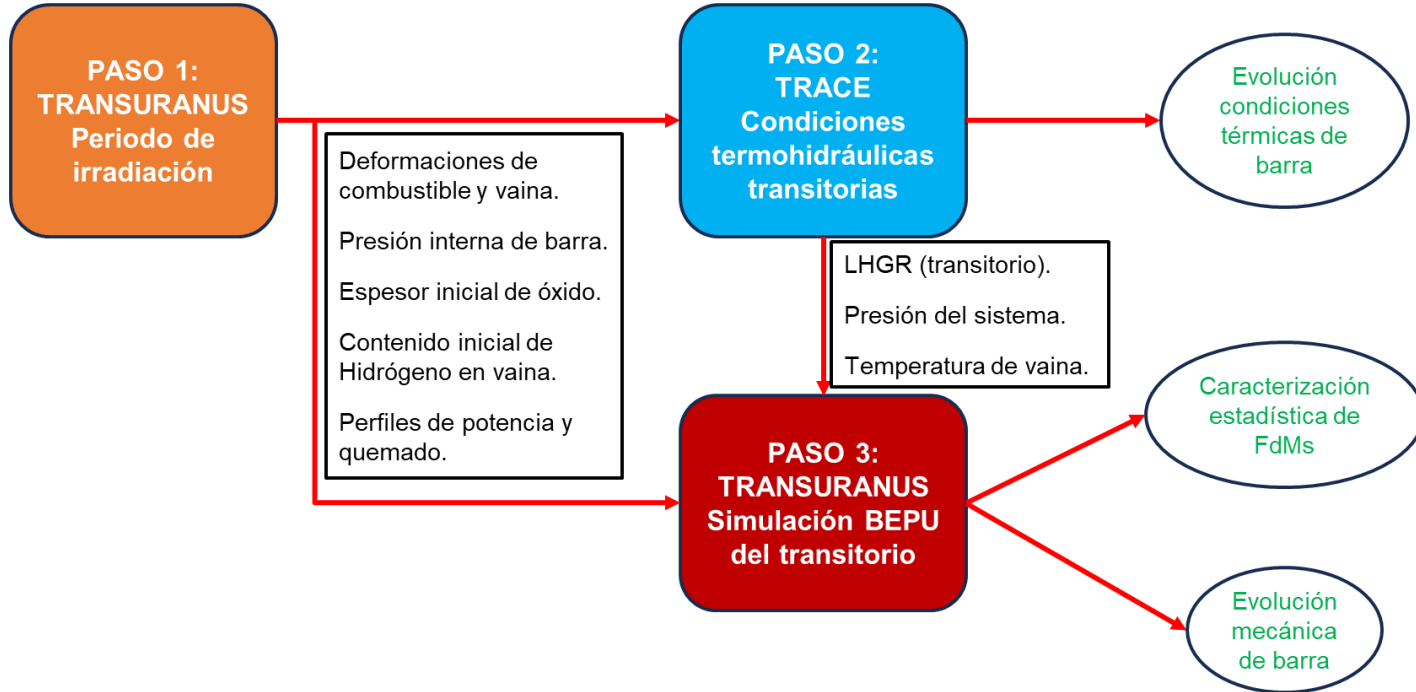 PASO 1:
TRANSURANUS
Periodo de
irradiación
Deformaciones de
combustible y vaina.
Presión interna de barra.
Espesor inicial de óxido.
Contenido inicial de
Hidrógeno en vaina.
Perfiles de potencia y
quemado.
PASO 2:
TRACE
Condiciones
termohidráulicas
transitorias
LHGR (transitorio).
Presión del sistema.
Temperatura de vaina.
PASO 3:
TRANSURANUS
Simulación BEPU
del transitorio
Evolución
condiciones
térmicas de
barra
Caracterización
estadística de
FdMs
Evolución
mecánica
de barra